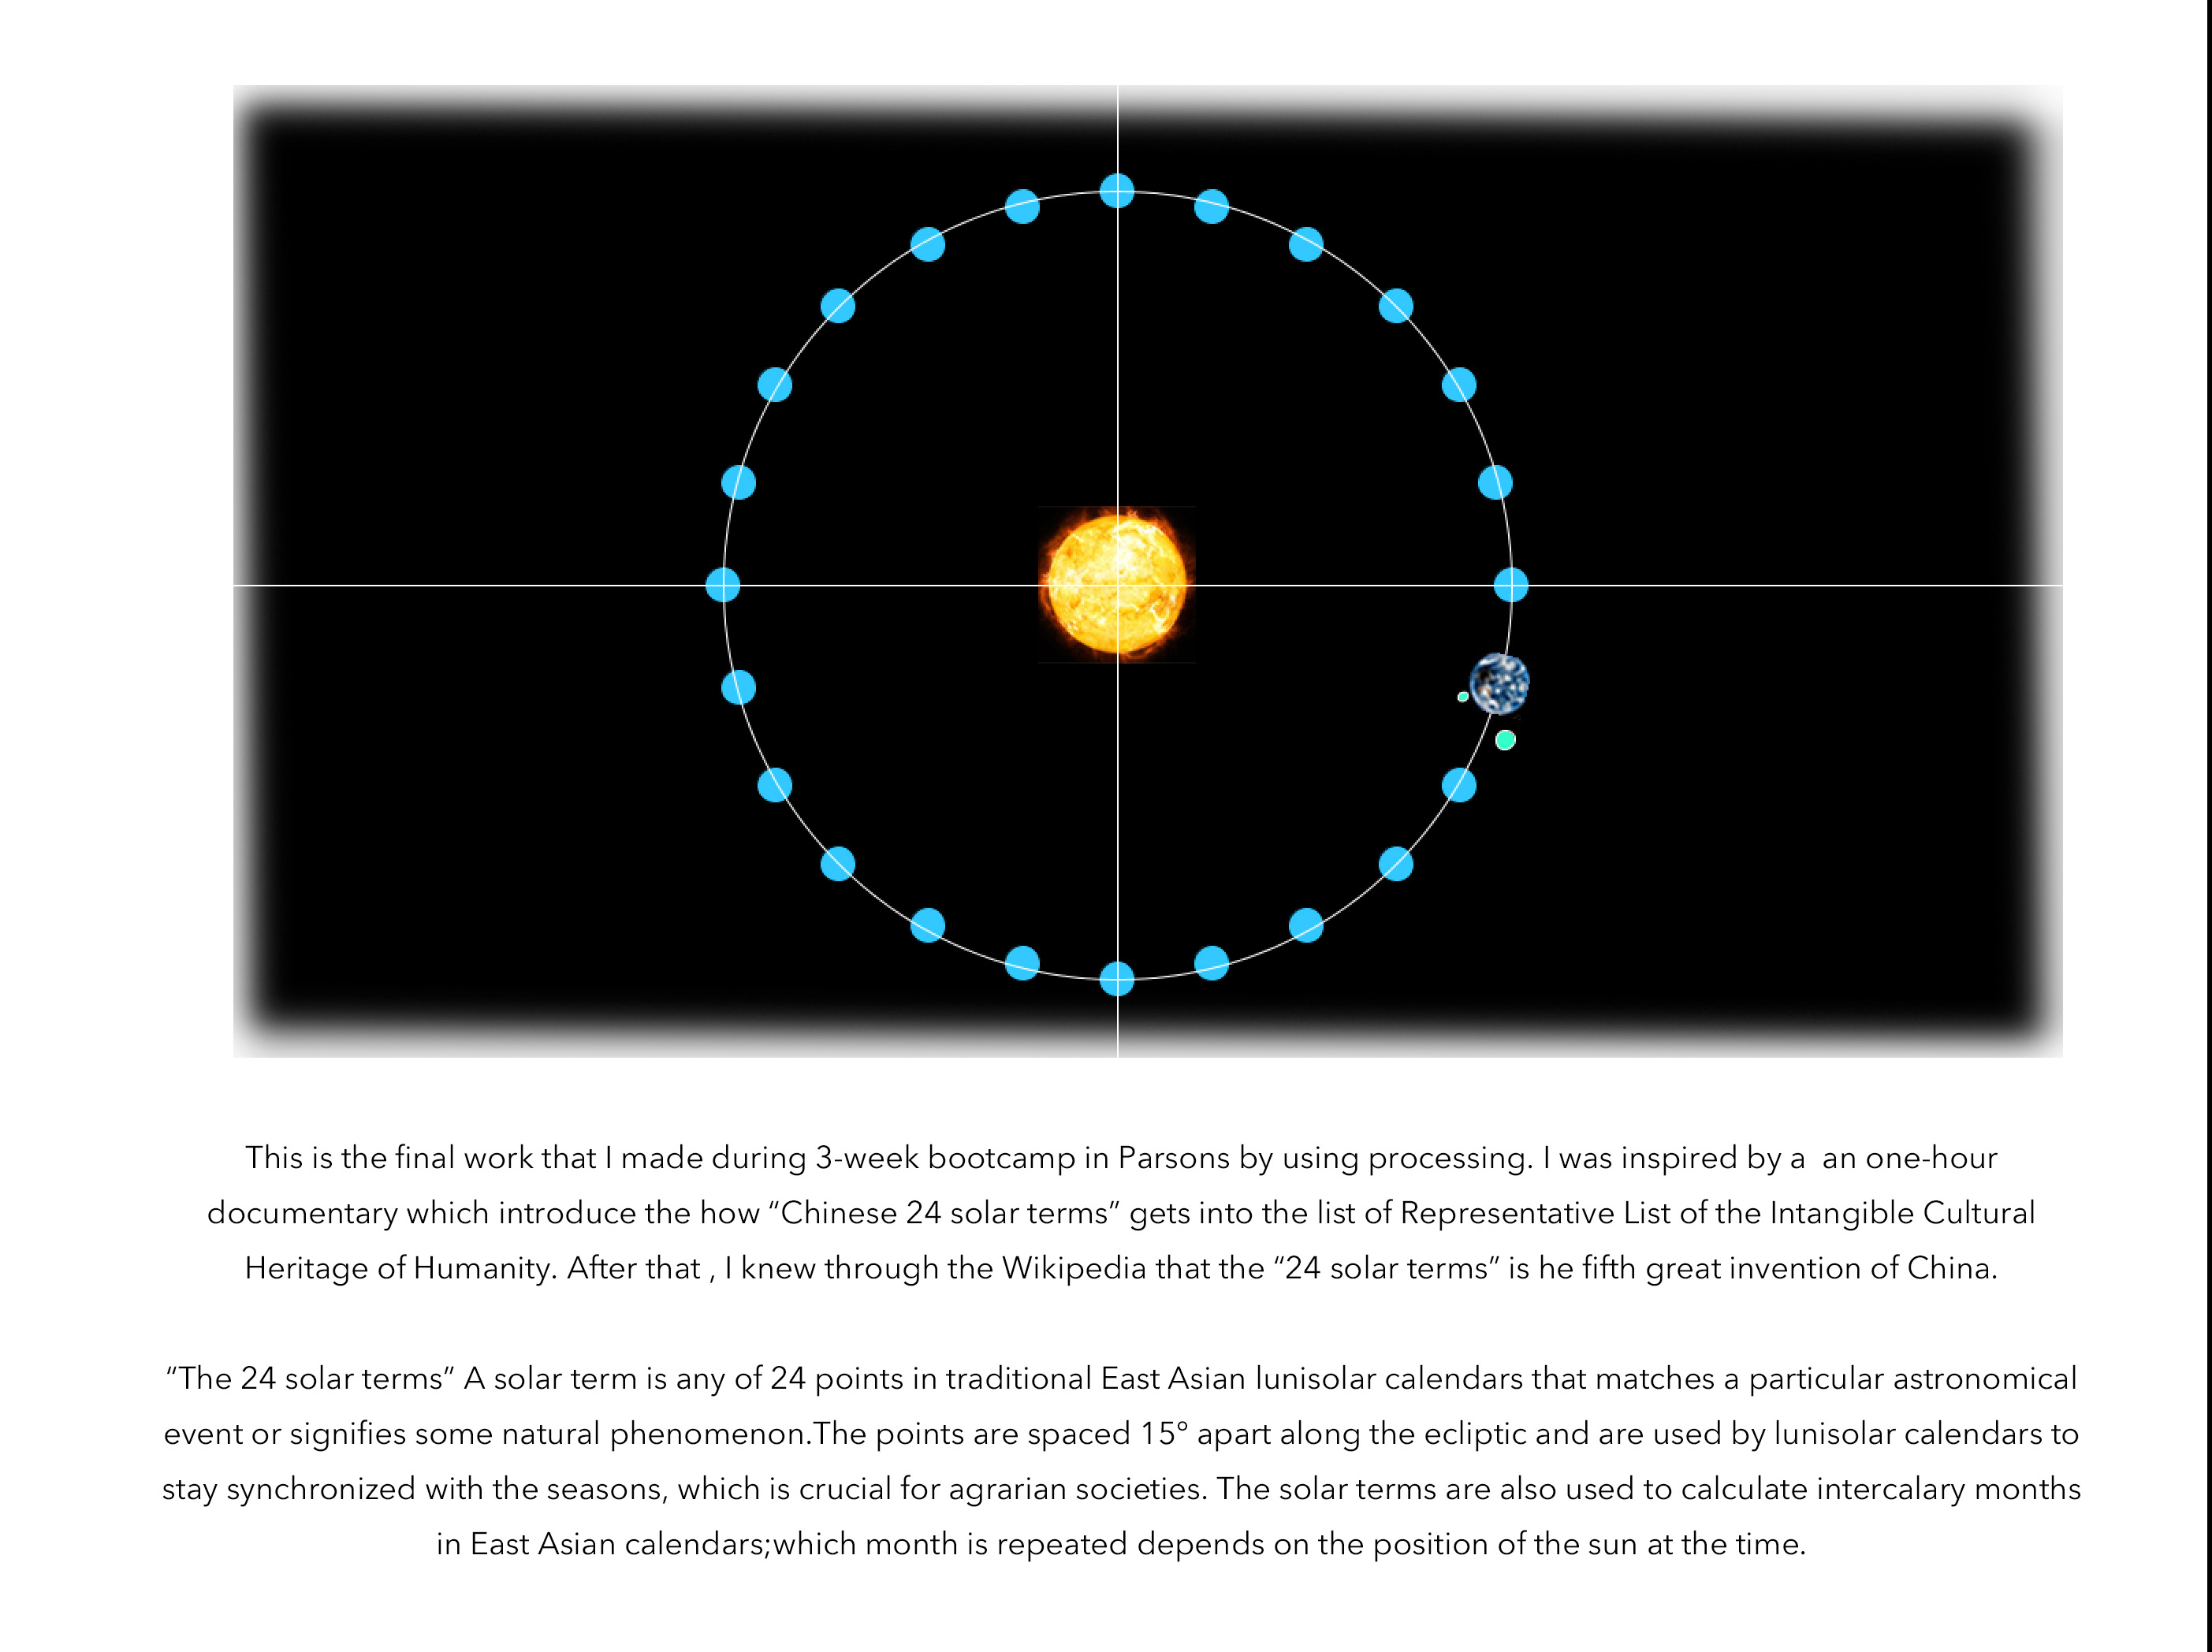 This is the final work that I made during 3-week bootcamp in Parsons by using processing. I was inspired by a  an one-hour
documentary which introduce the how “Chinese 24 solar terms” gets into the list of Representative List of the Intangible Cultural
Heritage of Humanity. After that , I knew through the Wikipedia that the “24 solar terms” is he fifth great invention of China.
“The 24 solar terms” A solar term is any of 24 points in traditional East Asian lunisolar calendars that matches a particular astronomical
event or signifies some natural phenomenon.The points are spaced 15° apart along the ecliptic and are used by lunisolar calendars to
stay synchronized with the seasons, which is crucial for agrarian societies. The solar terms are also used to calculate intercalary months
in East Asian calendars;which month is repeated depends on the position of the sun at the time.